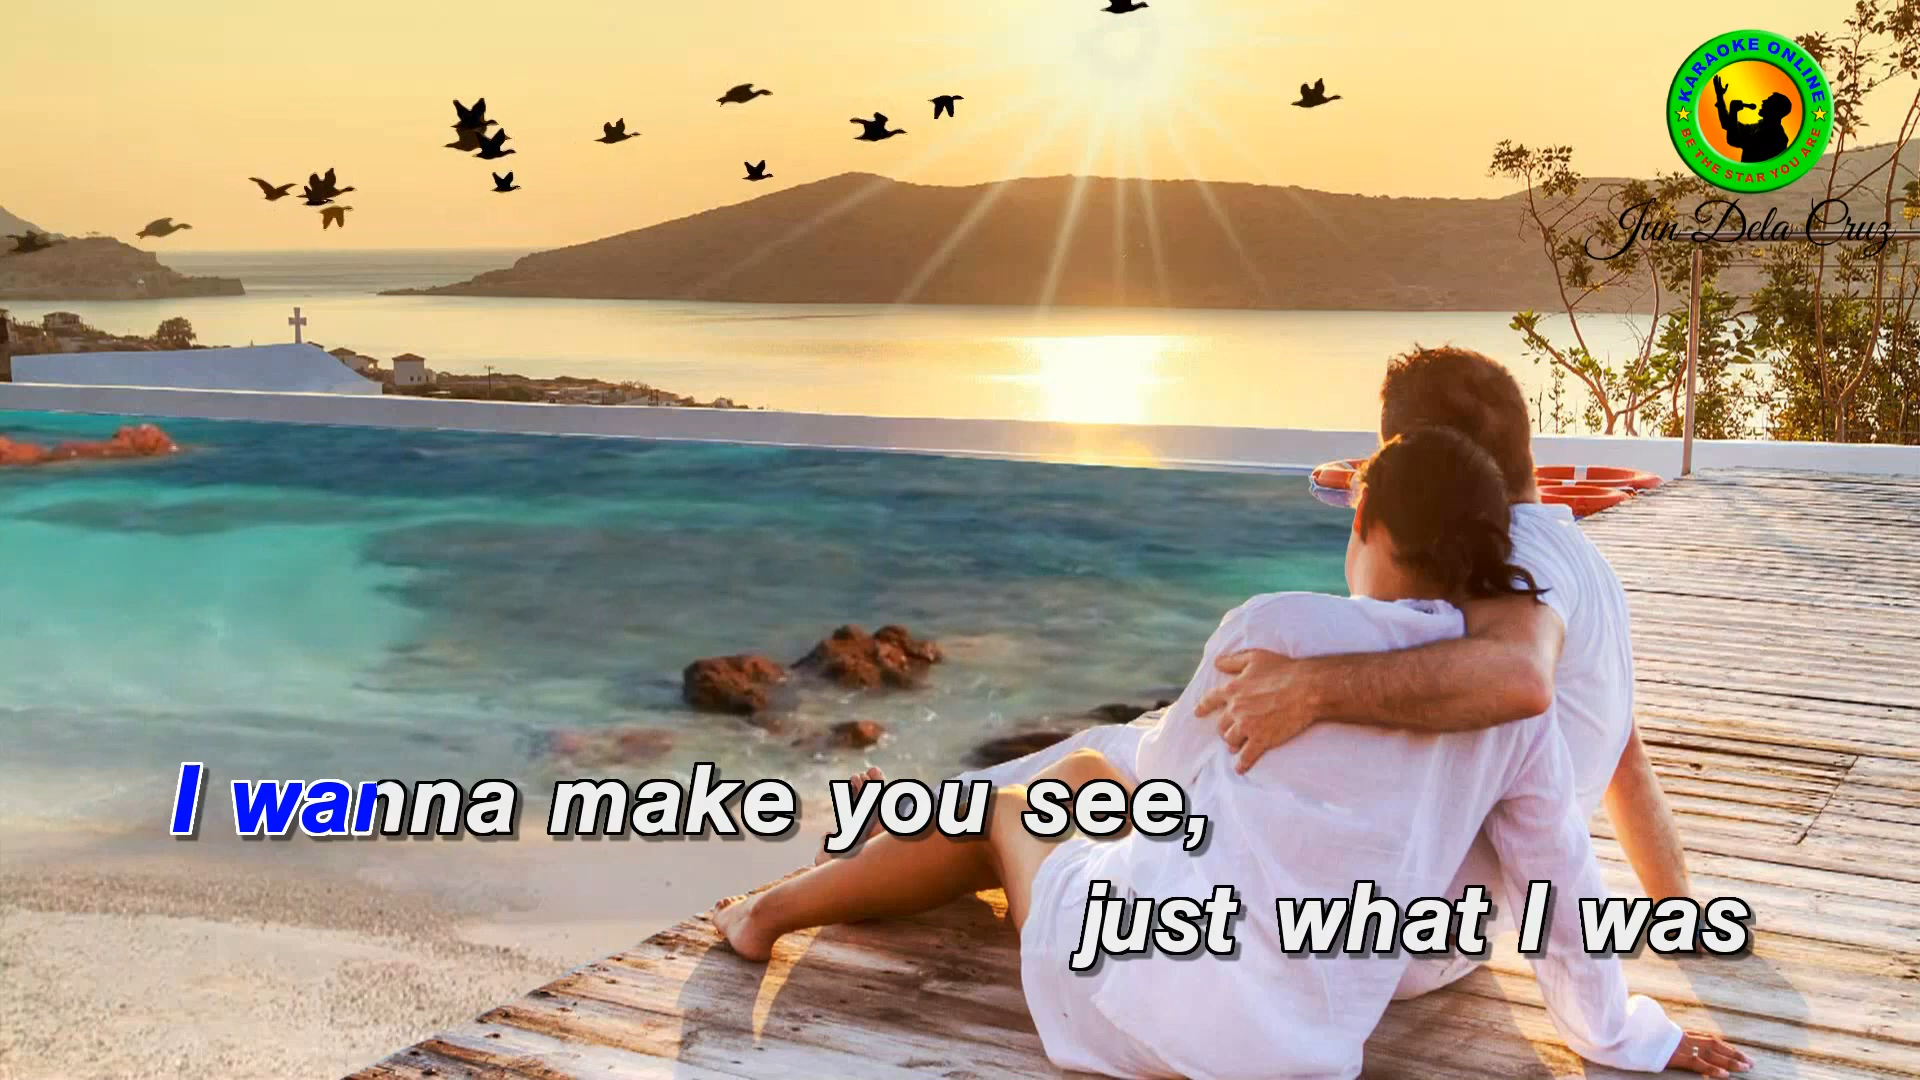 KARAOKE ONLINE
BE THE STAR YOU ARE
Jun Dela Cruz
I wanna make you see,
just what I was